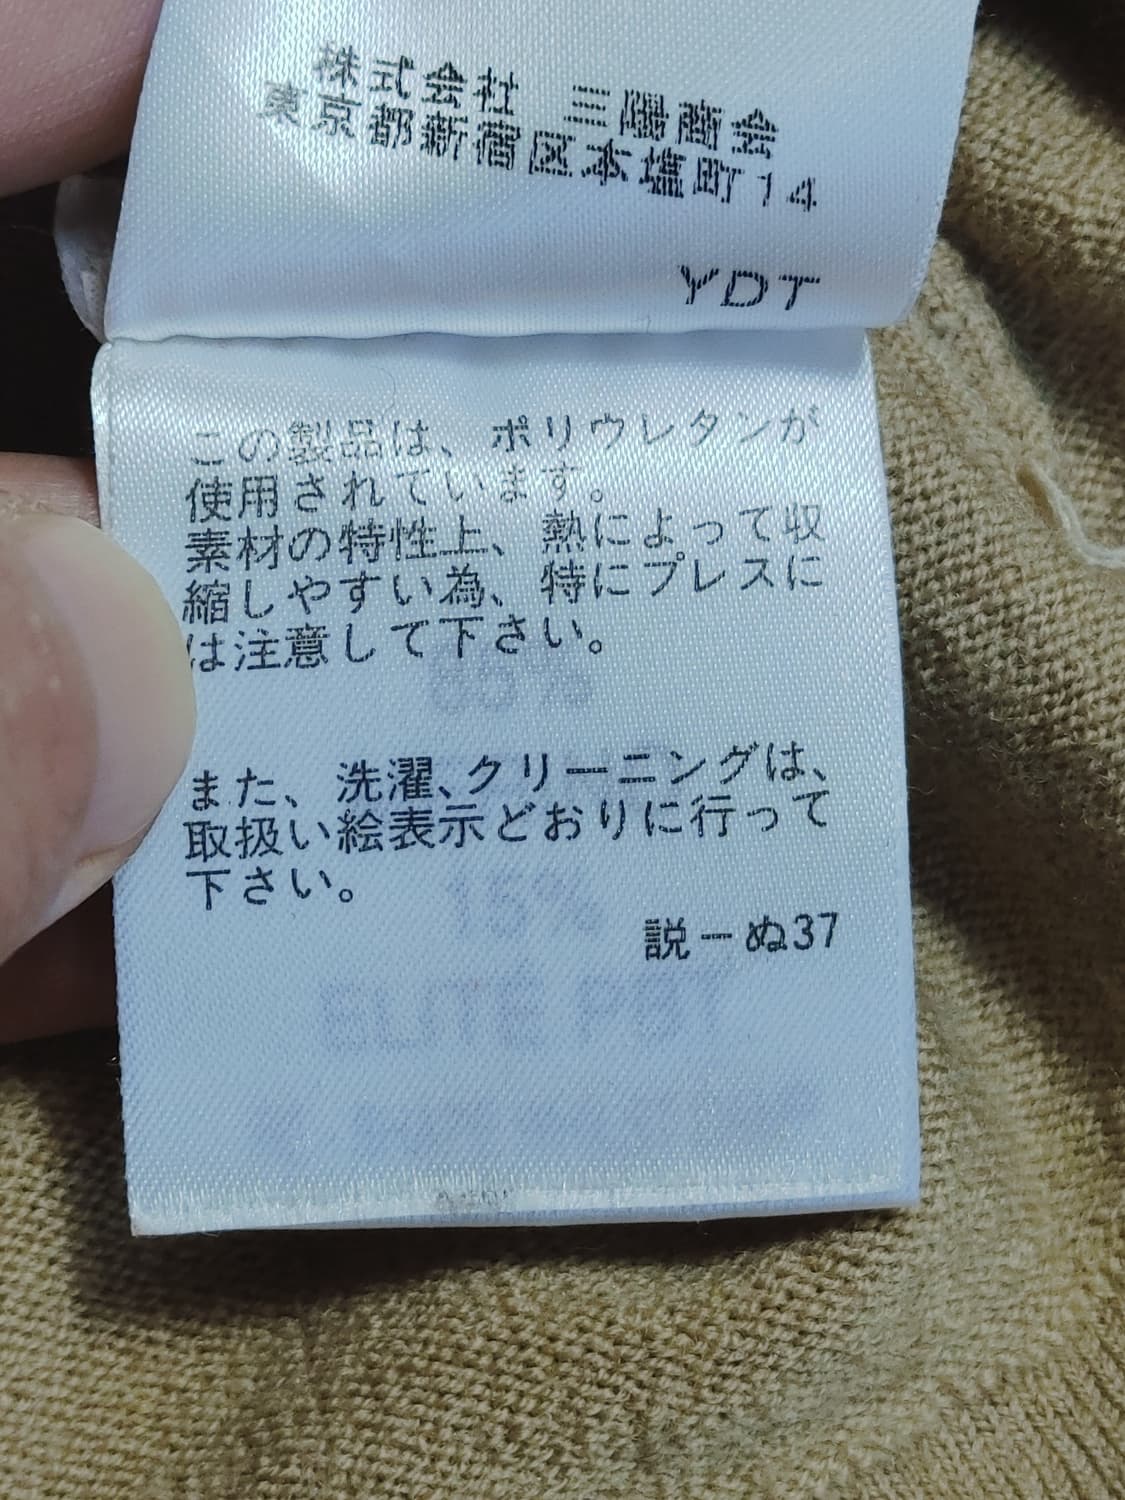 株式会社 三陽商会
東京都新宿区本塩町14
YDT
この製品は、ポリウレタンが
使用されています。
素材の特性上、熱によって収
縮しやすい為、特にプレスに
は注意して下さい。
また、洗濯、クリーニングは、
取扱い絵表示どおりに行って
下さい。
15%
説－ぬ37